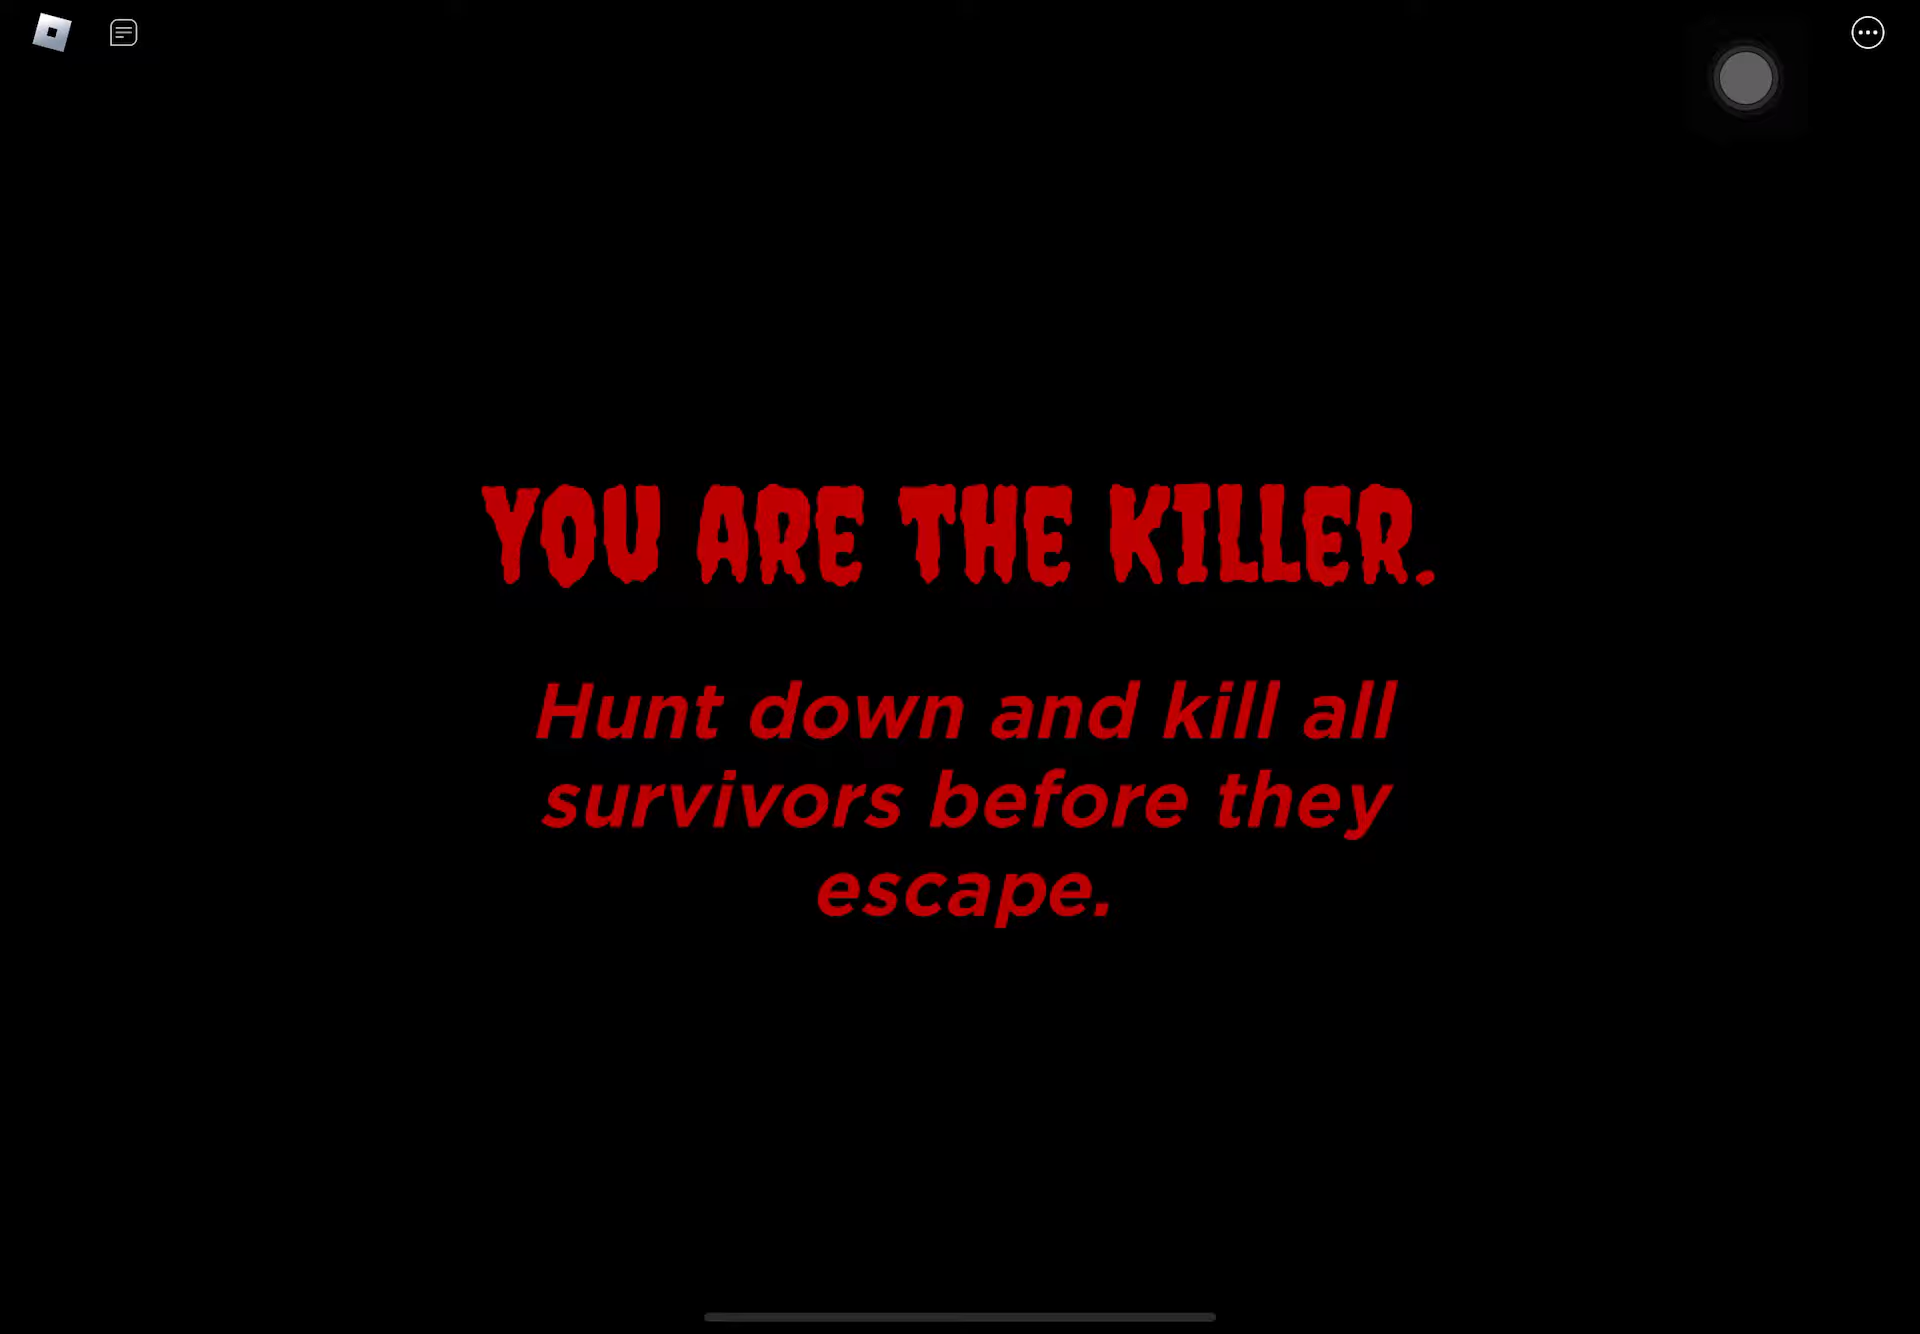 YOU ARE THE KILLER.
Hunt down and kill all
survivors before they
escape.